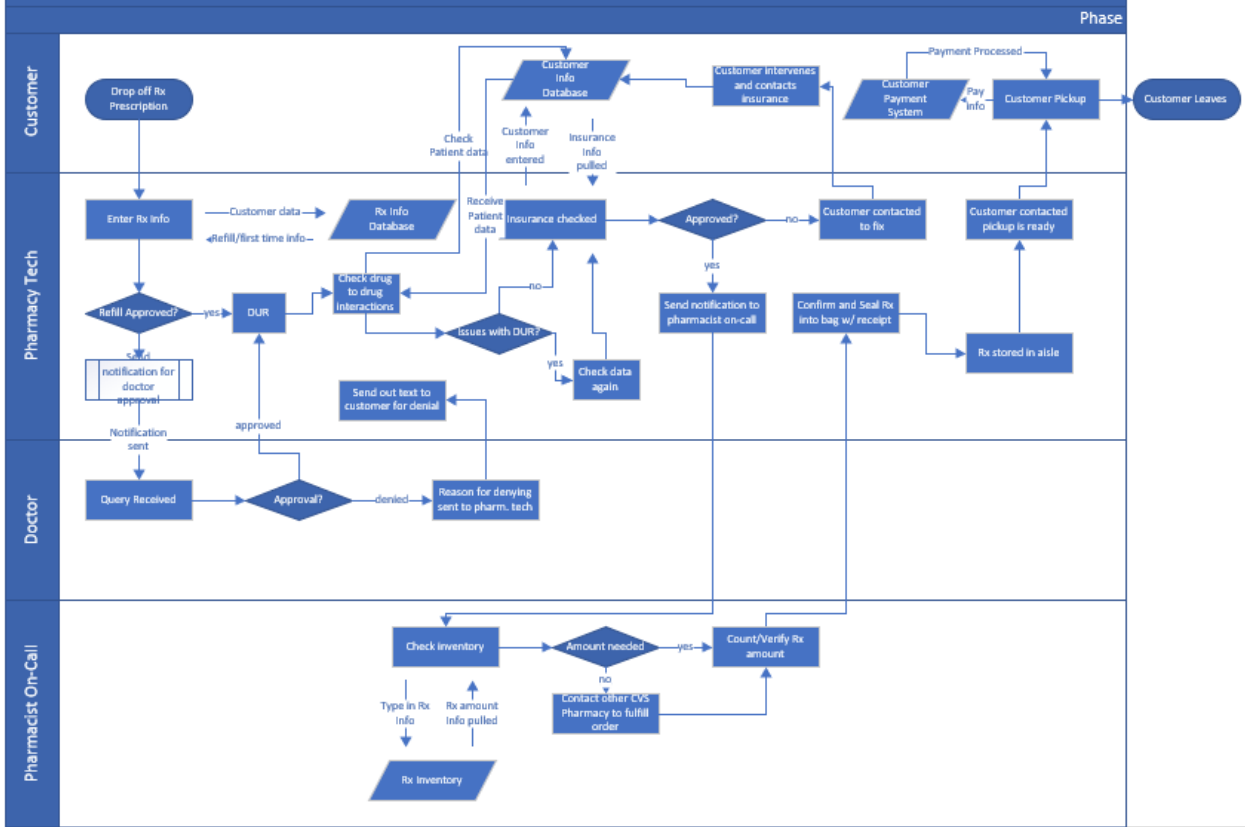 Phase
Customer
Drop off Rx
Prescription
Customer
Info
Database
Customer intervenes
and contacts
insurance
Payment Processed
Customer
Payment
System
Pay
info
Customer Pickup
Customer Leaves
Check
Patient data
Customer
Info
entered
Insurance
Info
pulled
Pharmacy Tech
Enter Rx Info
Customer data
Refill/first time info
Rx Info
Database
Receive
Patient
data
Insurance checked
Approved?
no
Customer contacted
to fix
Customer contacted
pickup is ready
yes
Refill Approved?
yes
DUR
Check drug
to drug
interactions
no
Issues with DUR?
yes
Check data
again
Send notification to
pharmacist on-call
Confirm and Seal Rx
into bag w/ receipt
Rx stored in aisle
Send
notification for
doctor
approval
Send out text to
customer for denial
Notification
sent
approved
Doctor
Query Received
Approval?
denied
Reason for denying
sent to pharm. tech
Pharmacist On-Call
Check inventory
Amount needed
yes
Count/Verify Rx
amount
no
Contact other CVS
Pharmacy to fulfill
order
Type in Rx
Info
Rx amount
Info pulled
Rx Inventory